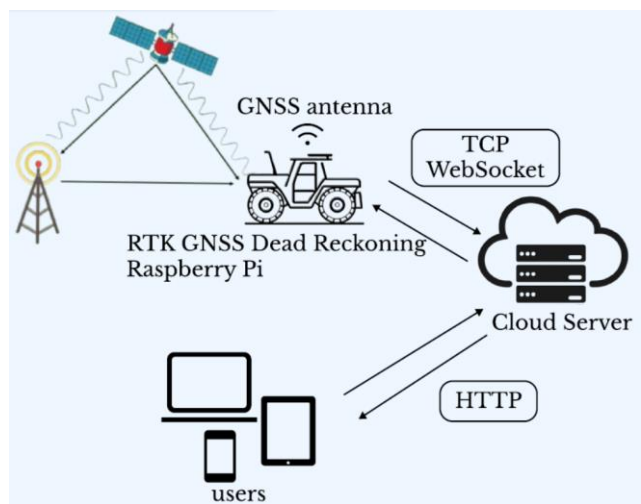 GNSS antenna
TCP
WebSocket
RTK GNSS Dead Reckoning
Raspberry Pi
Cloud Server
HTTP
users